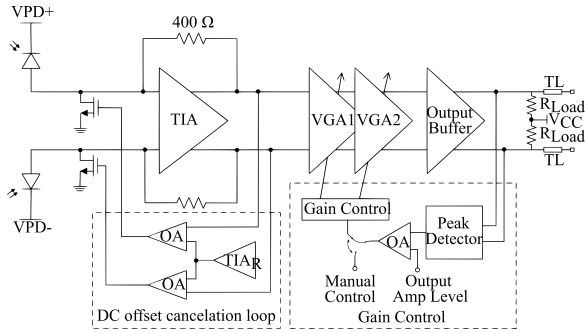 VPD+
400 Ω
TIA
VGA1
VGA2
Output
Buffer
TL
RLoad
VCC
RLoad
TL
VPD-
OA
OA
TIAR
DC offset cancelation loop
Gain Control
OA
Peak
Detector
Manual
Control
Output
Amp Level
Gain Control